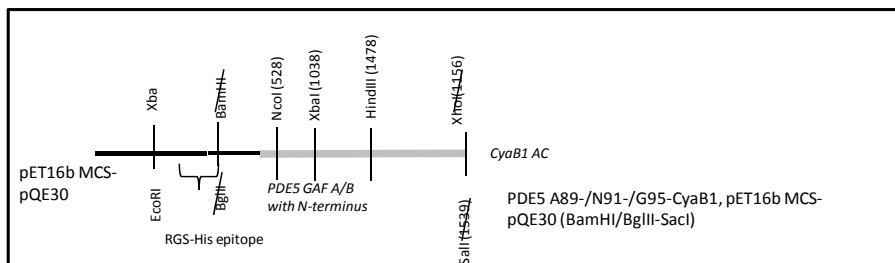 Xba
BamHI
NcoI (528)
XbaI (1038)
HindIII (1478)
XhoI(1156)
CyaB1 AC
pET16b MCS-
pQE30
EcoRI
BglII
PDE5 GAF A/B
with N-terminus
SalI (1539)
PDE5 A89-/N91-/G95-CyaB1, pET16b MCS-
pQE30 (BamHI/BglII-SacI)
RGS-His epitope